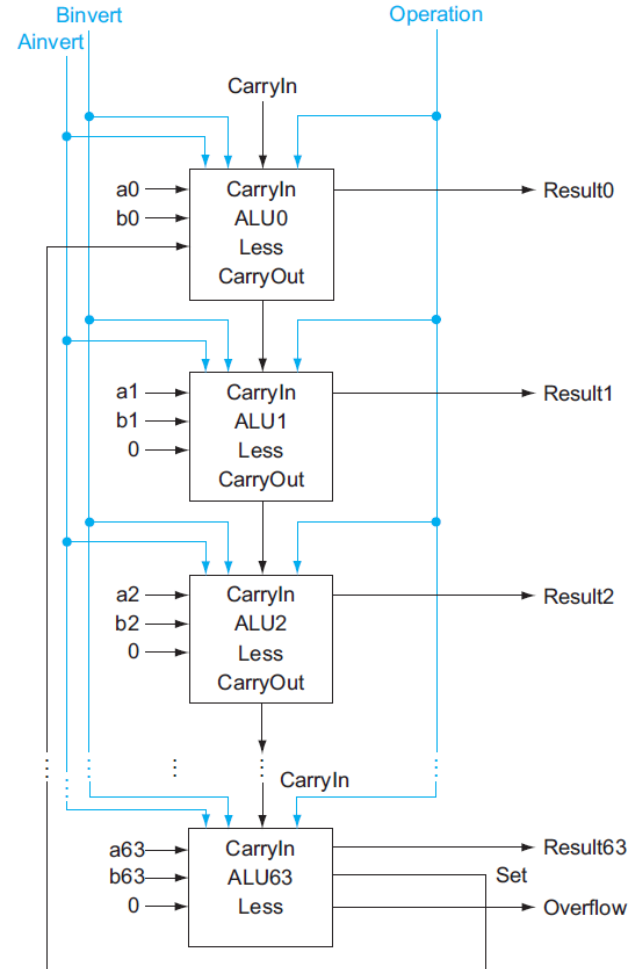 Binvert
Operation
Ainvert
CarryIn
a0
CarryIn
Result0
b0
ALU0
Less
CarryOut
a1
CarryIn
Result1
b1
ALU1
0
Less
CarryOut
a2
CarryIn
Result2
b2
ALU2
0
Less
CarryOut
CarryIn
a63
CarryIn
Result63
b63
ALU63
Set
0
Less
Overflow